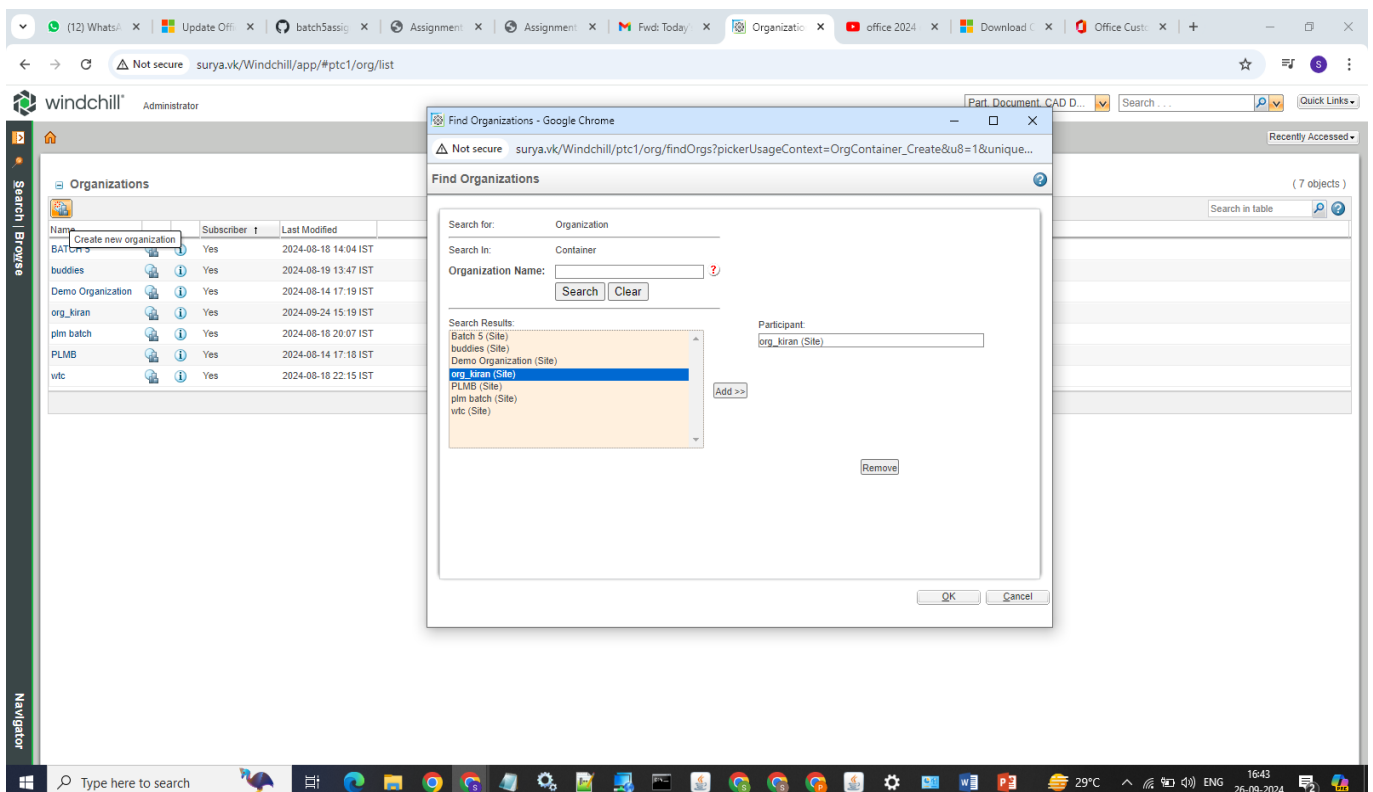 (12) WhatsA
Update Offi
batch5assig
Assignment
Assignment
Fwd: Today'
Organizatio
office 2024
Download C
Office Custo
Not secure surya.vk/Windchill/app/#ptc1/org/list
S
windchill Administrator
Part, Document, CAD D...
Search . . .
Quick Links
Recently Accessed
Search | Browse
Navigator
Organizations
( 7 objects )
Search in table
Name Subscriber ↑ Last Modified
Create new organization
BATCH 5 Yes 2024-08-18 14:04 IST
buddies Yes 2024-08-19 13:47 IST
Demo Organization Yes 2024-08-14 17:19 IST
org_kiran Yes 2024-09-24 15:19 IST
plm batch Yes 2024-08-18 20:07 IST
PLMB Yes 2024-08-14 17:18 IST
wtc Yes 2024-08-18 22:15 IST
Find Organizations - Google Chrome
Not secure surya.vk/Windchill/ptc1/org/findOrgs?pickerUsageContext=OrgContainer_Create&u8=1&unique...
Find Organizations
Search for: Organization
Search In: Container
Organization Name:
Search Clear
Search Results:
Batch 5 (Site)
buddies (Site)
Demo Organization (Site)
org_kiran (Site)
PLMB (Site)
plm batch (Site)
wtc (Site)
Add >>
Participant:
org_kiran (Site)
Remove
OK Cancel
Type here to search
29°C
ENG
16:43
26-09-2024
2